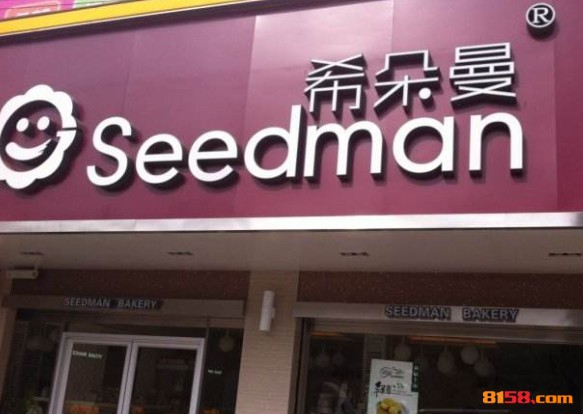 ®
希朵曼
Seedman
SEEDMAN BAKERY
SEEDMAN BAKERY
8158.com